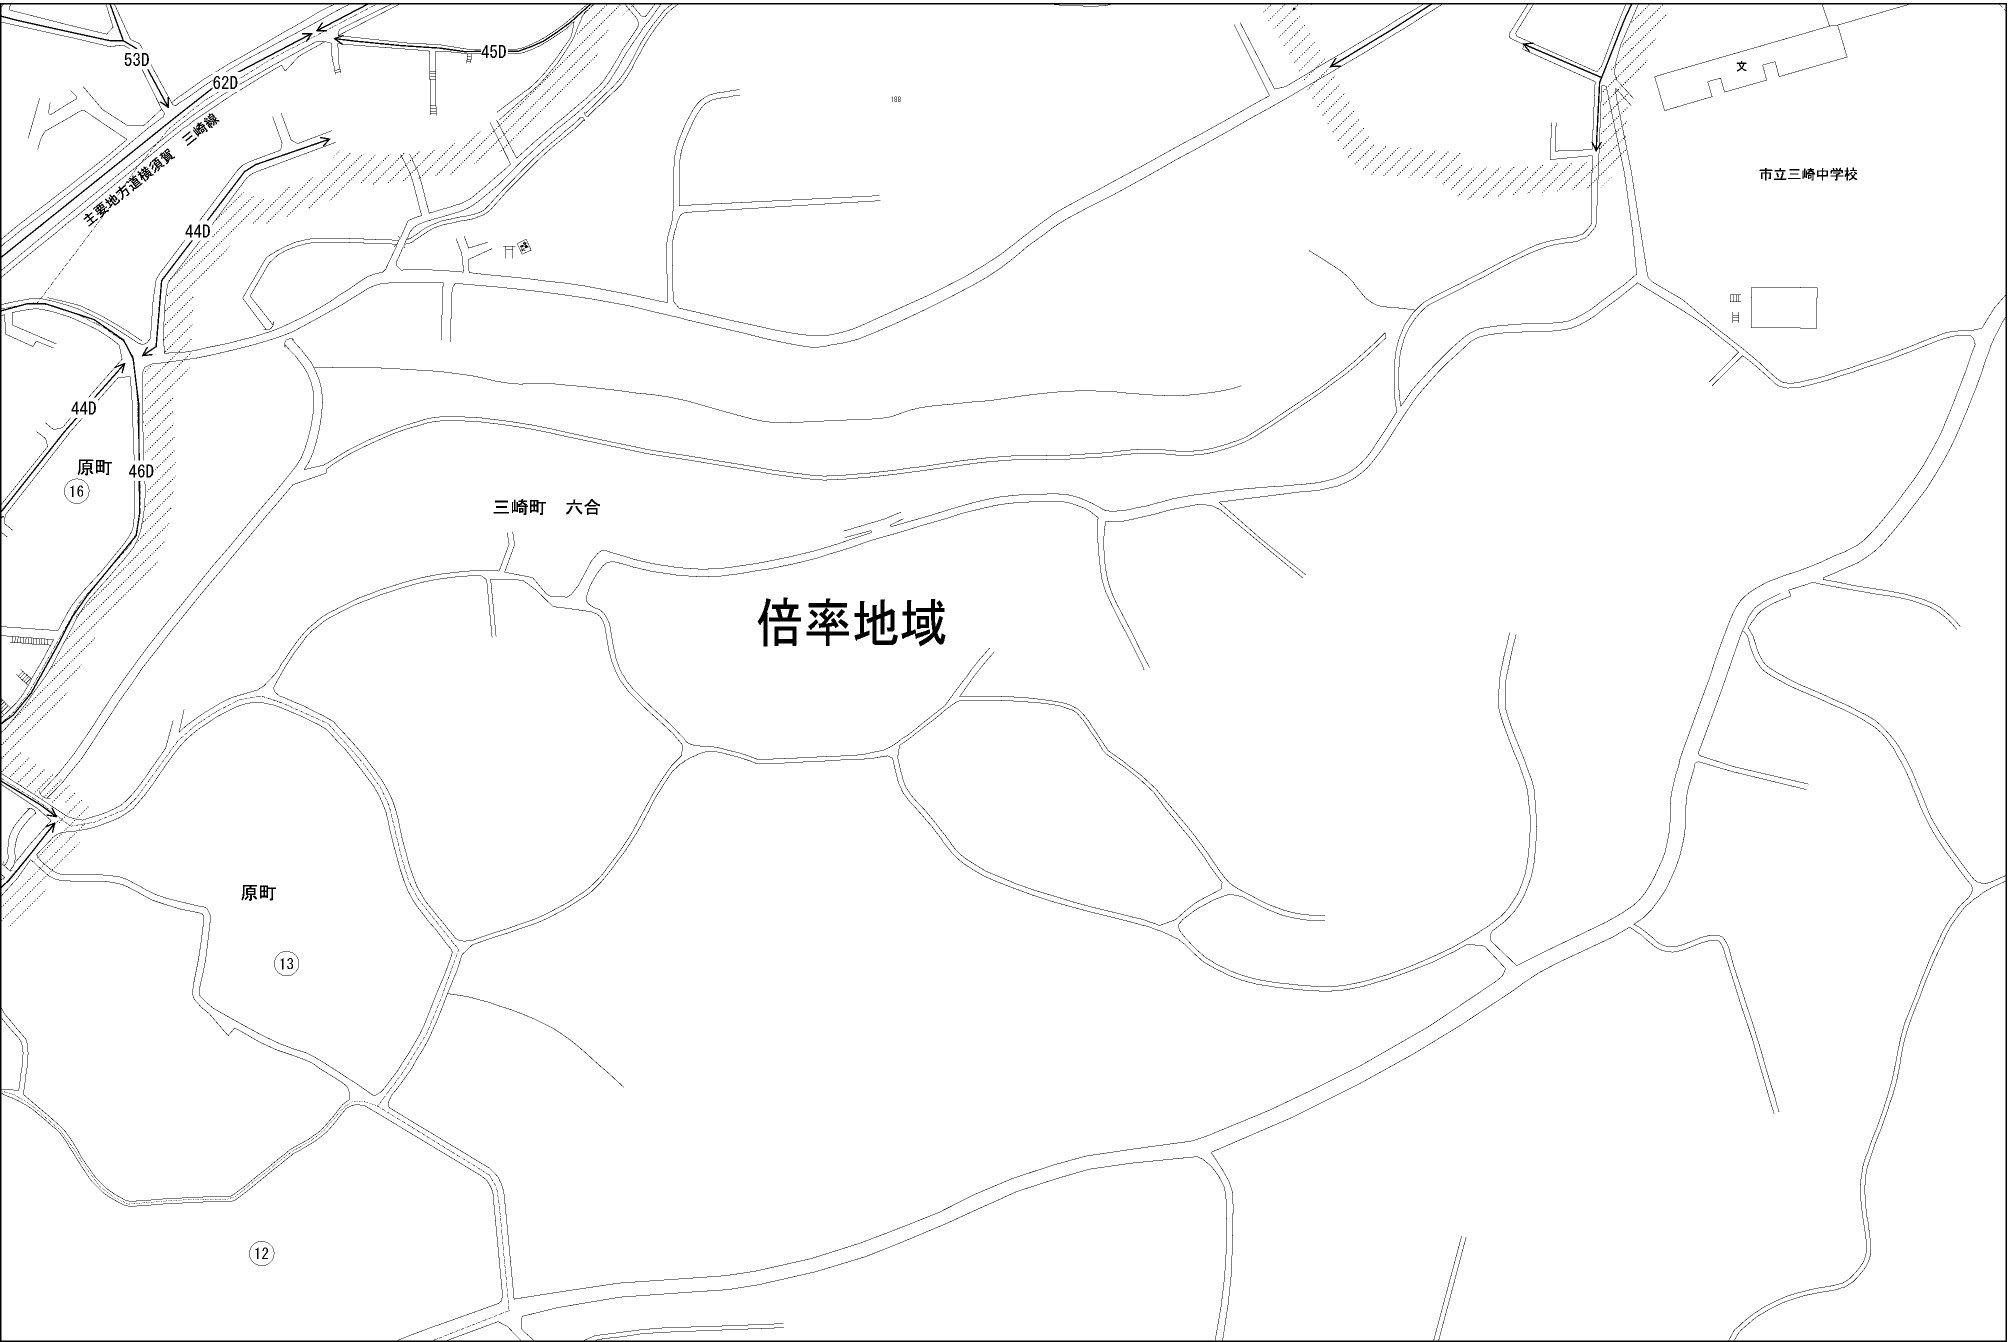 53D
62D
45D
主要地方道横須賀　三崎線
44D
文
市立三崎中学校
44D
原町
46D
16
三崎町　六合
倍率地域
原町
13
12